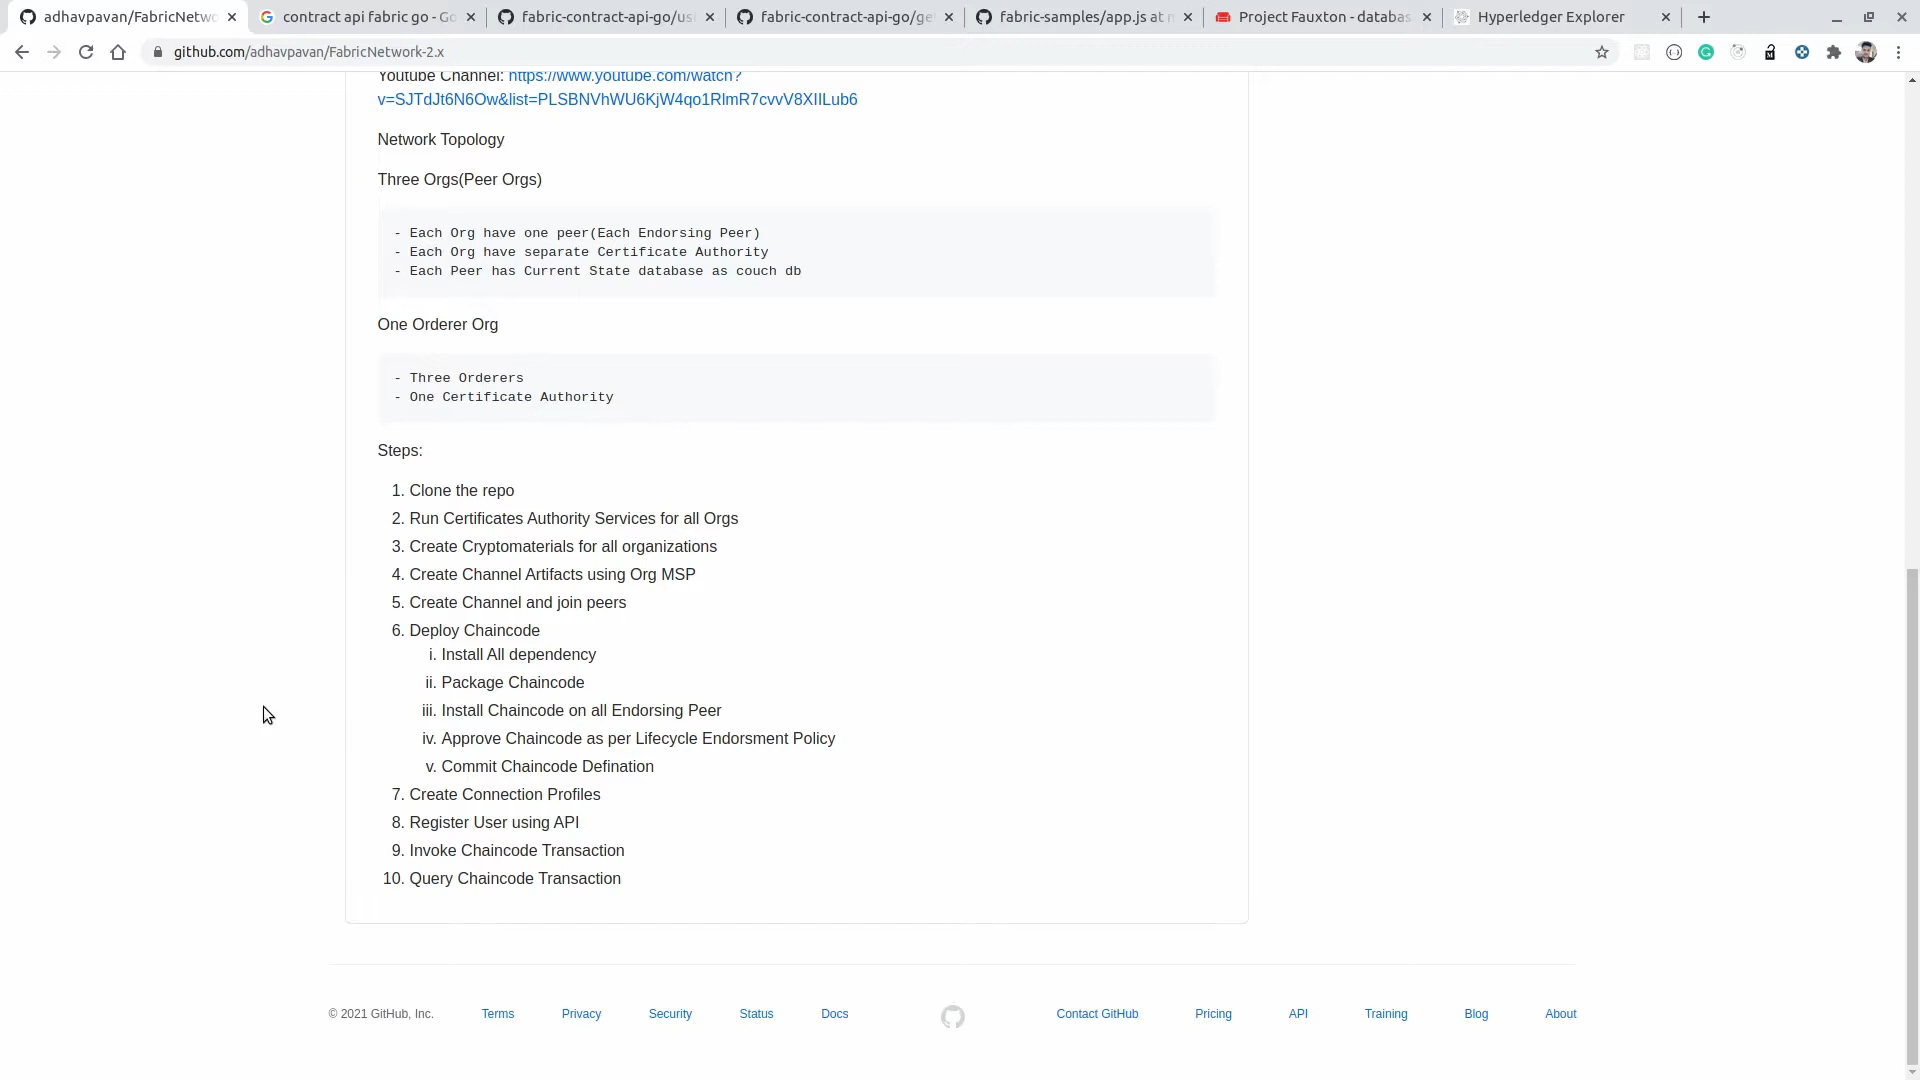 adhavpavan/FabricNetwo
contract api fabric go - Go
fabric-contract-api-go/usi
fabric-contract-api-go/ge
fabric-samples/app.js at m
Project Fauxton - databas
Hyperledger Explorer
github.com/adhavpavan/FabricNetwork-2.x
Youtube Channel: https://www.youtube.com/watch?
v=SJTdJt6N6Ow&list=PLSBNVhWU6KjW4qo1RlmR7cvvV8XIILub6
Network Topology
Three Orgs(Peer Orgs)
- Each Org have one peer(Each Endorsing Peer)
- Each Org have separate Certificate Authority
- Each Peer has Current State database as couch db
One Orderer Org
- Three Orderers
- One Certificate Authority
Steps:
1. Clone the repo
2. Run Certificates Authority Services for all Orgs
3. Create Cryptomaterials for all organizations
4. Create Channel Artifacts using Org MSP
5. Create Channel and join peers
6. Deploy Chaincode
i. Install All dependency
ii. Package Chaincode
iii. Install Chaincode on all Endorsing Peer
iv. Approve Chaincode as per Lifecycle Endorsment Policy
v. Commit Chaincode Defination
7. Create Connection Profiles
8. Register User using API
9. Invoke Chaincode Transaction
10. Query Chaincode Transaction
© 2021 GitHub, Inc. Terms Privacy Security Status Docs Contact GitHub Pricing API Training Blog About